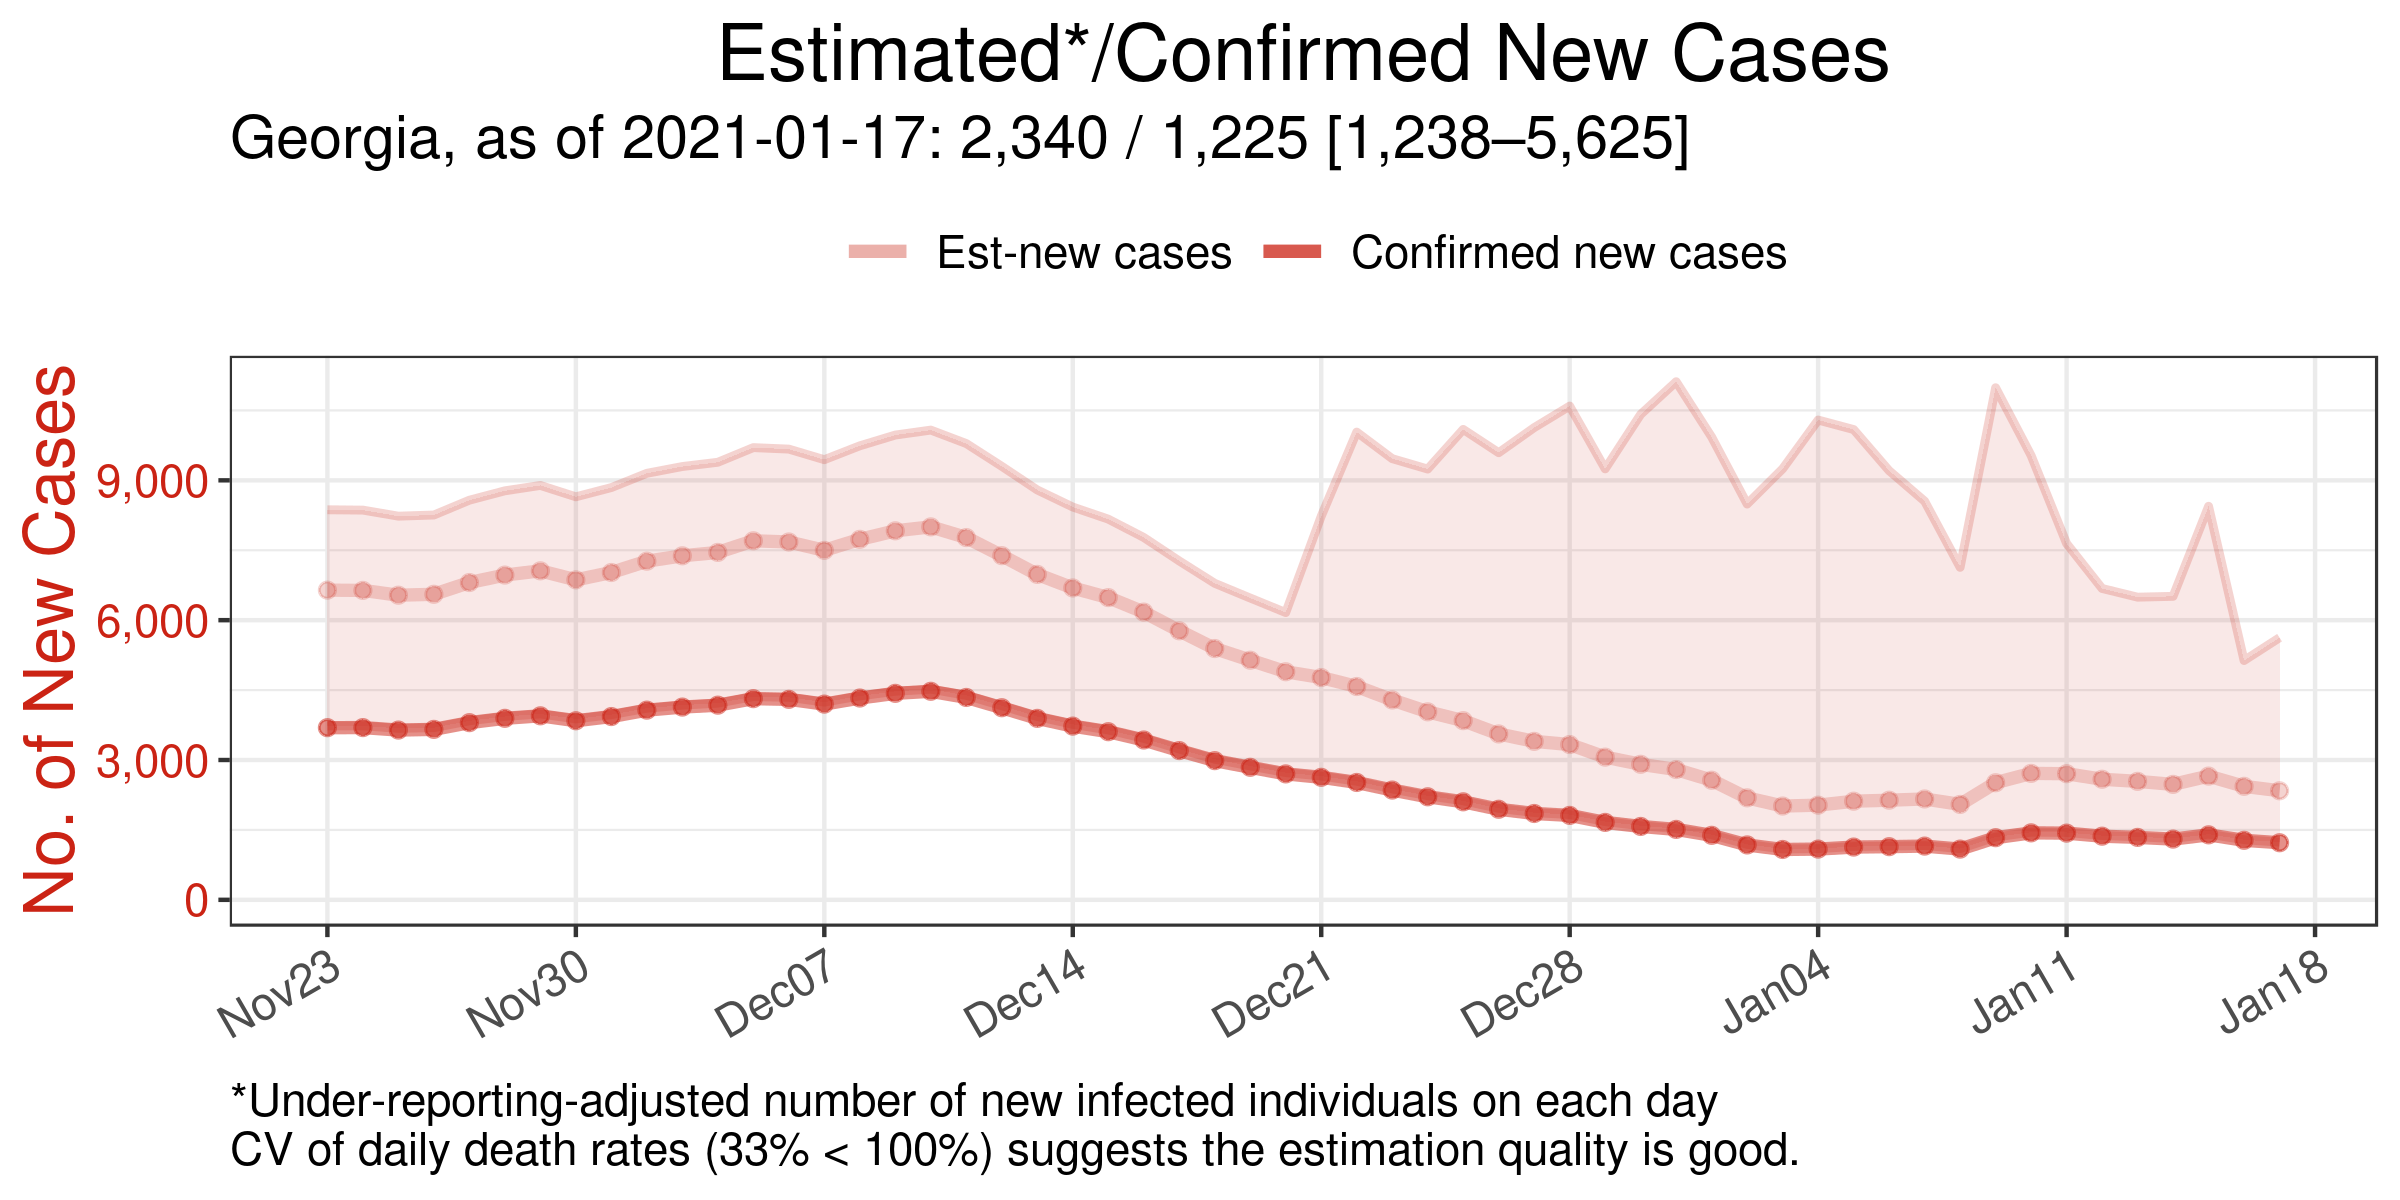 Estimated*/Confirmed New Cases
Georgia, as of 2021-01-17: 2,340 / 1,225 [1,238–5,625]
Est-new cases
Confirmed new cases
No. of New Cases
9,000
6,000
3,000
0
Nov23
Nov30
Dec07
Dec14
Dec21
Dec28
Jan04
Jan11
Jan18
*Under-reporting-adjusted number of new infected individuals on each day
CV of daily death rates (33% < 100%) suggests the estimation quality is good.